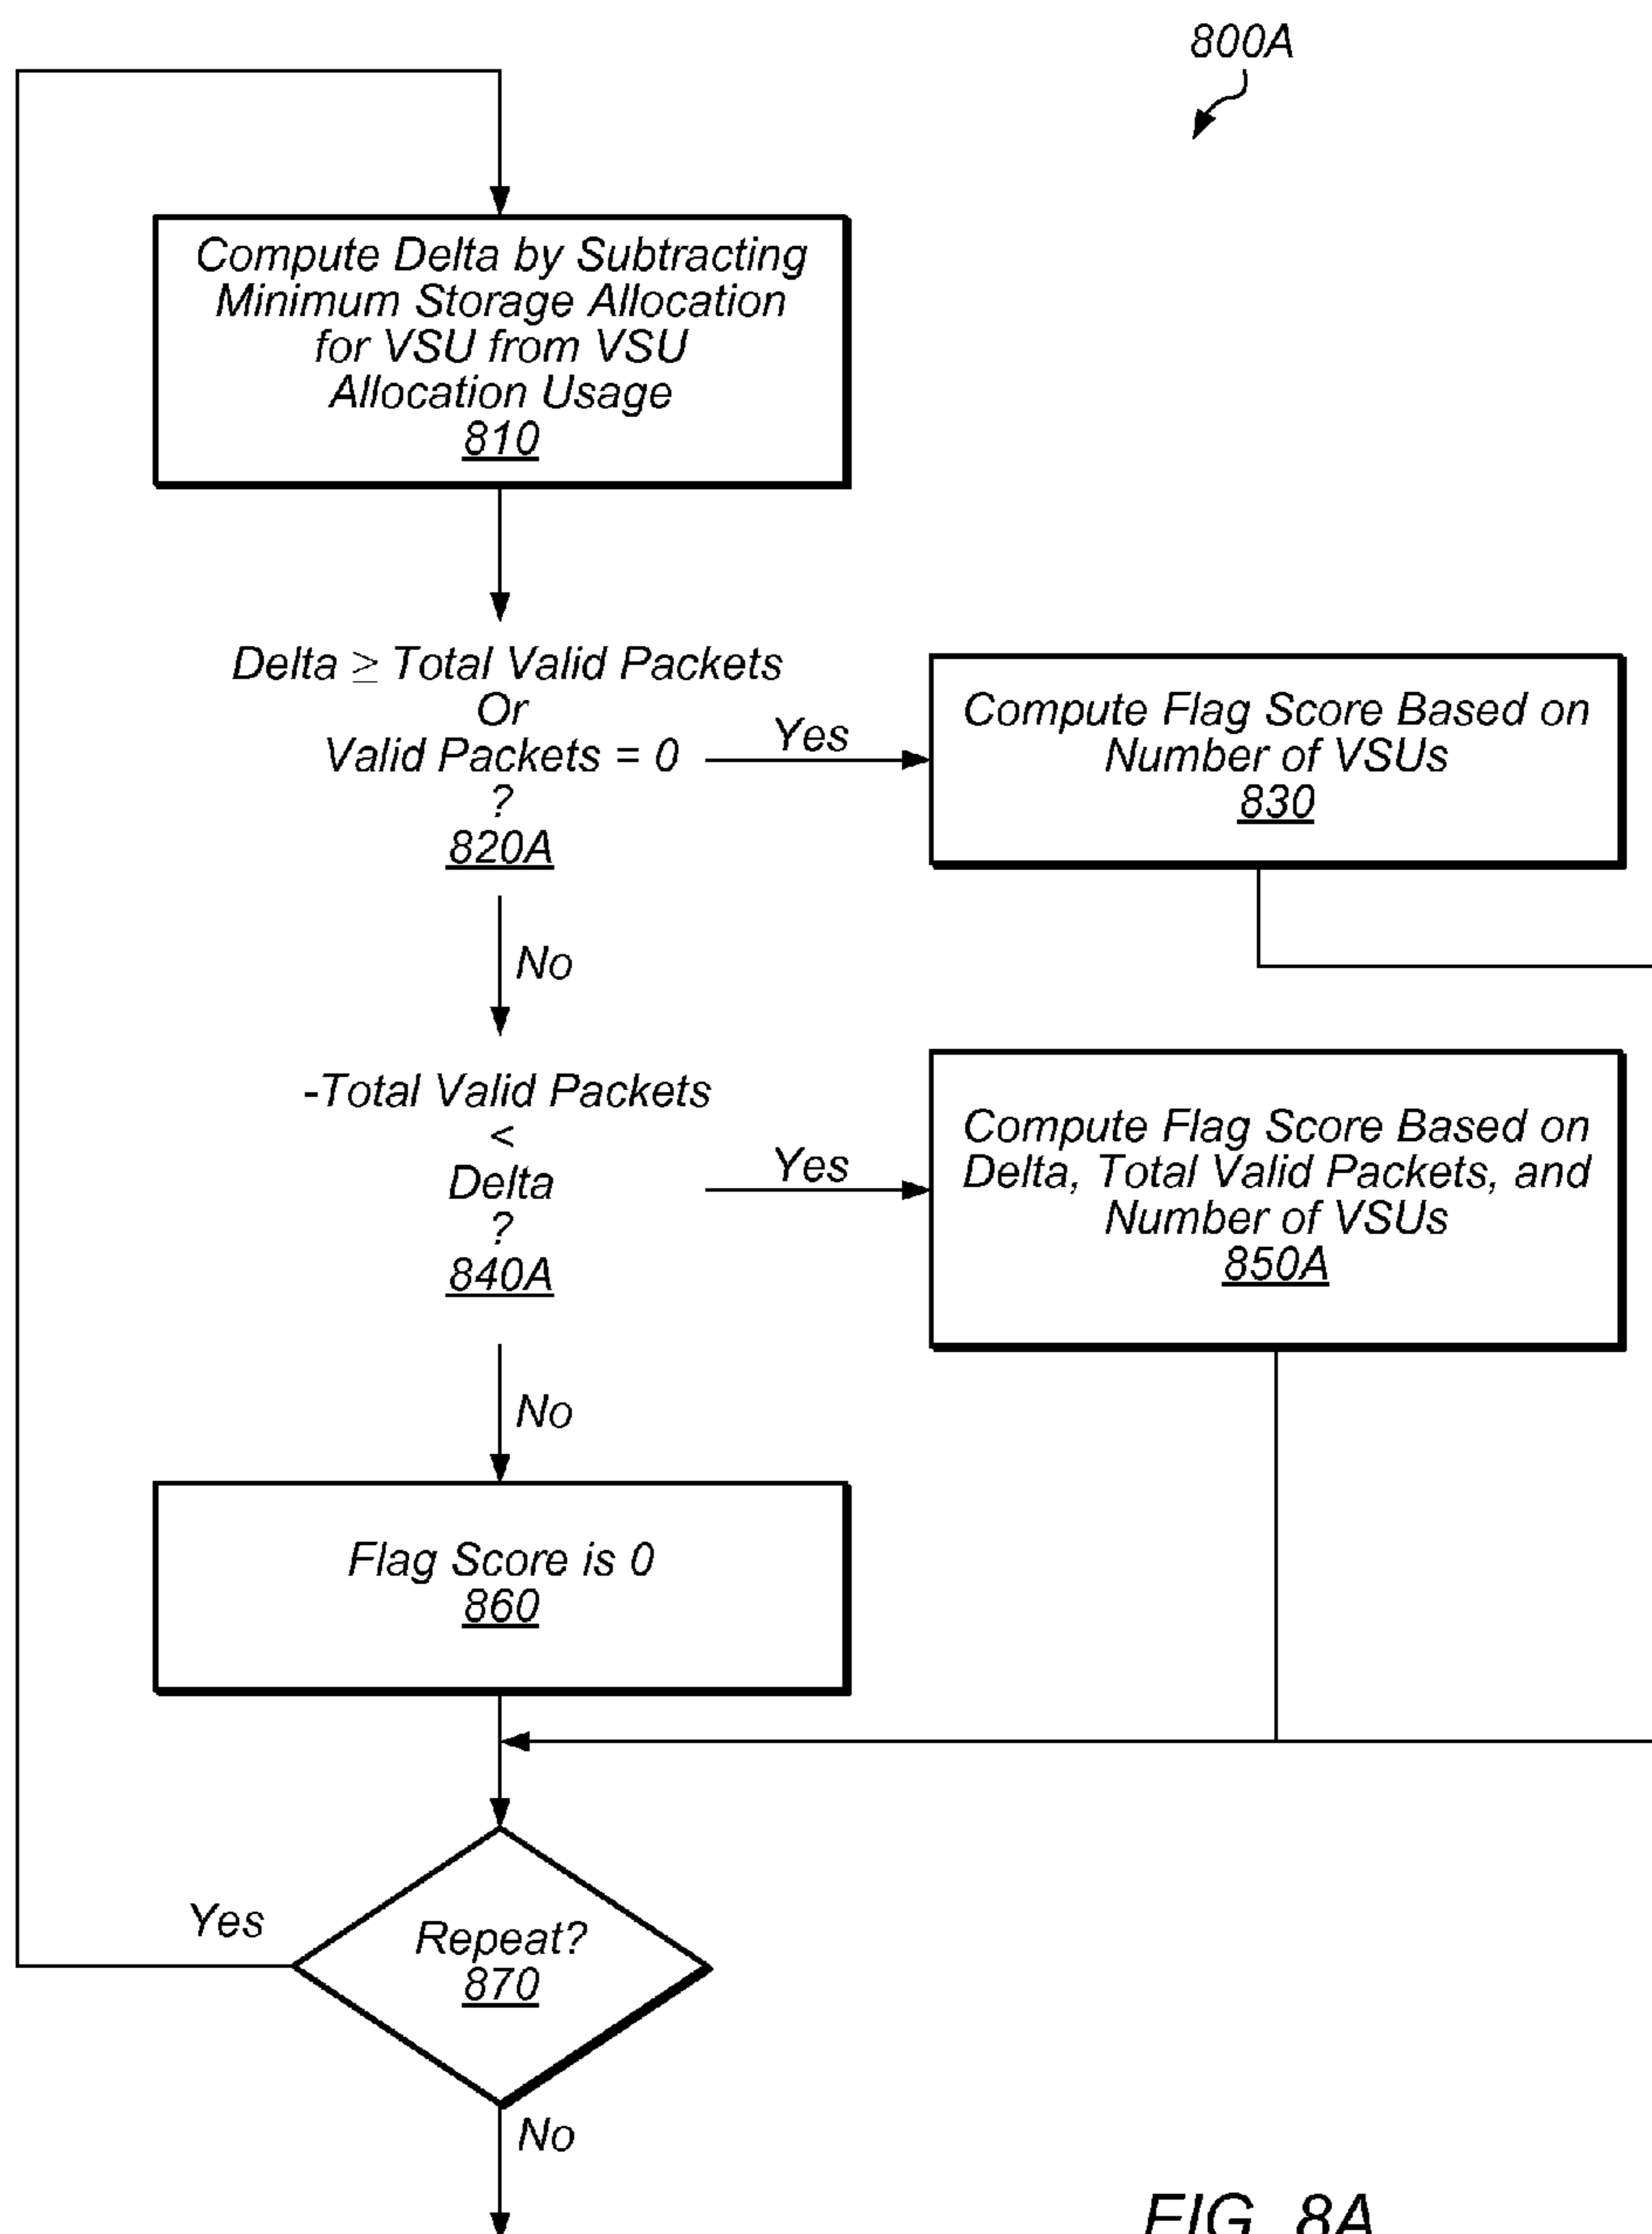 800A
Compute Delta by Subtracting
Minimum Storage Allocation
for VSU from VSU
Allocation Usage
810
Delta ≥ Total Valid Packets
Or
Valid Packets = 0
?
820A
Yes
Compute Flag Score Based on
Number of VSUs
830
No
-Total Valid Packets
<
Delta
?
840A
Yes
Compute Flag Score Based on
Delta, Total Valid Packets, and
Number of VSUs
850A
No
Flag Score is 0
860
Yes
Repeat?
870
No
FIG. 8A